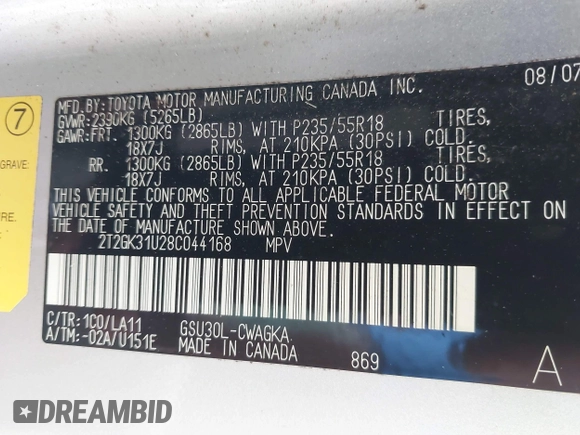 08/07
MFD.BY:TOYOTA MOTOR MANUFACTURING CANADA INC.
GVWR:2390KG (5265LB)
GAWR:FRT. 1300KG (2865LB) WITH P235/55R18 TIRES,
18X7J RIMS, AT 210KPA (30PSI) COLD.
RR. 1300KG (2865LB) WITH P235/55R18 TIRES,
18X7J RIMS, AT 210KPA (30PSI) COLD.
THIS VEHICLE CONFORMS TO ALL APPLICABLE FEDERAL MOTOR
VEHICLE SAFETY AND THEFT PREVENTION STANDARDS IN EFFECT ON
THE DATE OF MANUFACTURE SHOWN ABOVE.
2T2GK31U28C044168 MPV
C/TR:1C0/LA11 GSU30L-CWAGKA
A/TM:-02A/U151E MADE IN CANADA
869
A
7
GRAVE:
URE.
DREAMBID